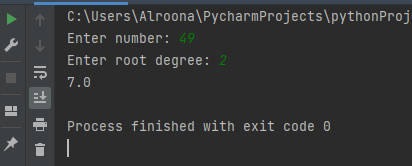 C:\Users\Alroona\PycharmProjects\pythonProj
Enter number: 49
Enter root degree: 2
7.0
Process finished with exit code 0